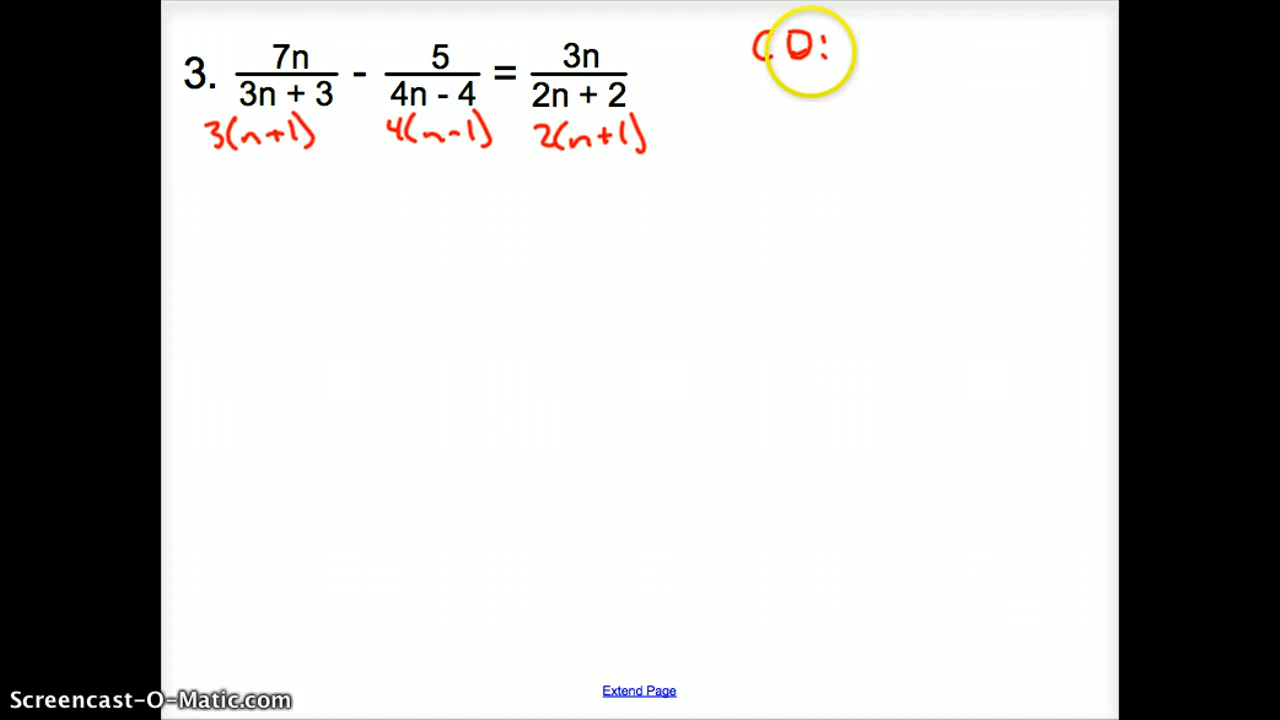 CD:
3. 7n/(3n + 3) - 5/(4n - 4) = 3n/(2n + 2)
3(n+1) 4(n-1) 2(n+1)
Extend Page
Screencast-O-Matic.com